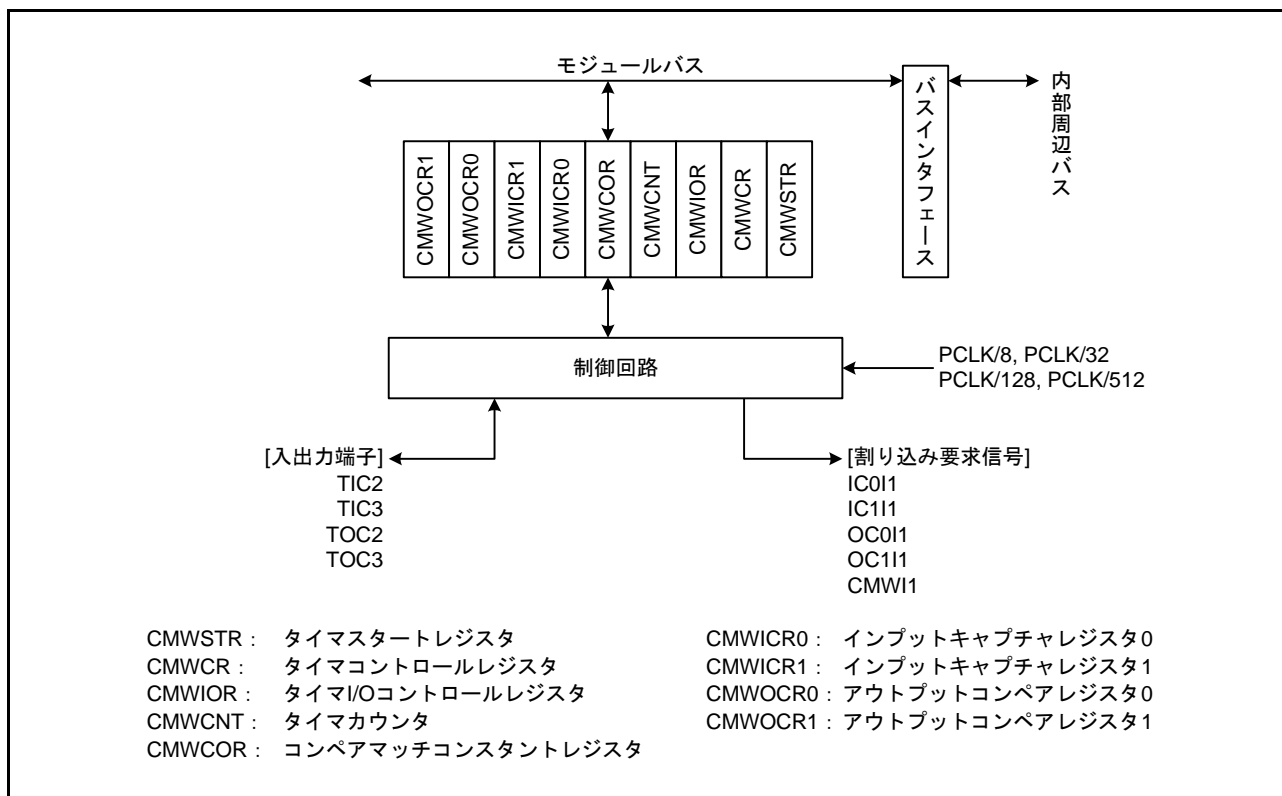 モジュールバス
バスインタフェース
内部周辺バス
CMWOCR1
CMWOCR0
CMWICR1
CMWICR0
CMWCOR
CMWCNT
CMWIOR
CMWCR
CMWSTR
制御回路
PCLK/8, PCLK/32
PCLK/128, PCLK/512
[入出力端子]
TIC2
TIC3
TOC2
TOC3
[割り込み要求信号]
IC0I1
IC1I1
OC0I1
OC1I1
CMWI1
CMWSTR : タイマスタートレジスタ
CMWCR : タイマコントロールレジスタ
CMWIOR : タイマI/Oコントロールレジスタ
CMWCNT : タイマカウンタ
CMWCOR : コンペアマッチコンスタントレジスタ
CMWICR0 : インプットキャプチャレジスタ0
CMWICR1 : インプットキャプチャレジスタ1
CMWOCR0 : アウトプットコンペアレジスタ0
CMWOCR1 : アウトプットコンペアレジスタ1